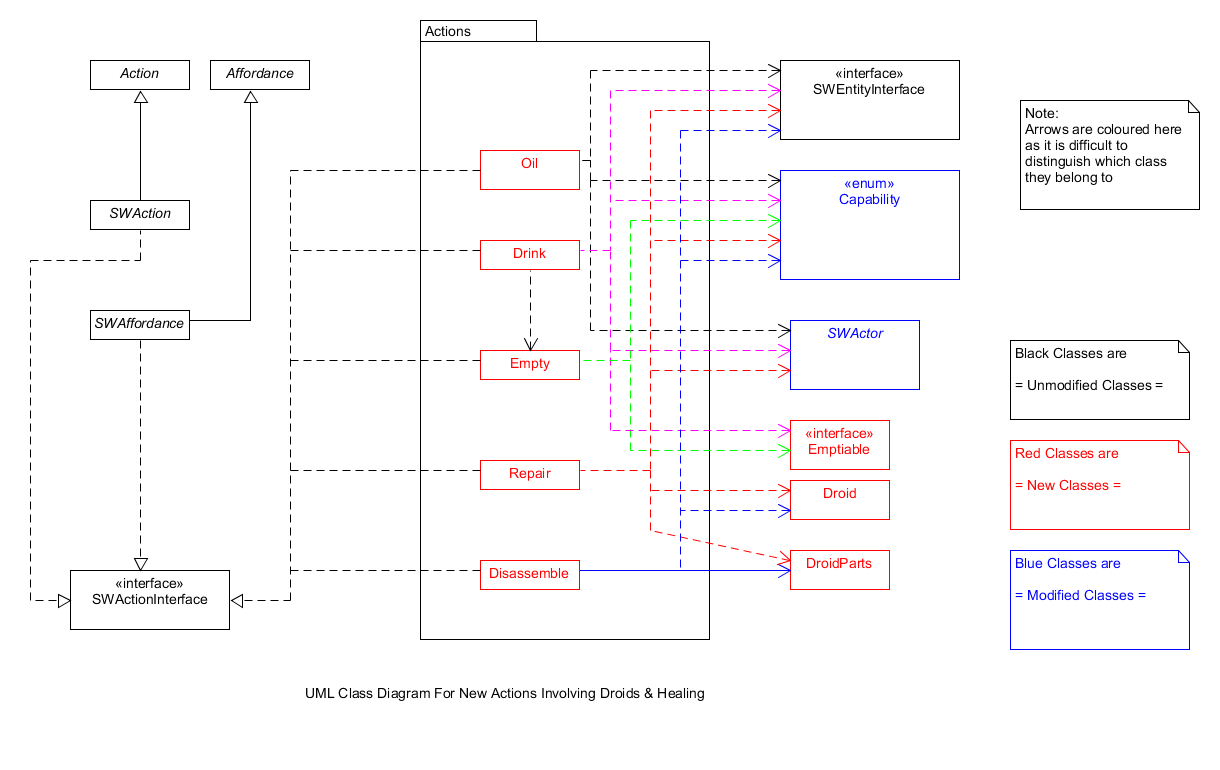 Actions
Action
Affordance
SWAction
SWAffordance
«interface»
SWActionInterface
Oil
Drink
Empty
Repair
Disassemble
«interface»
SWEntityInterface
«enum»
Capability
SWActor
«interface»
Emptiable
Droid
DroidParts
Note:
Arrows are coloured here
as it is difficult to
distinguish which class
they belong to
Black Classes are
= Unmodified Classes =
Red Classes are
= New Classes =
Blue Classes are
= Modified Classes =
UML Class Diagram For New Actions Involving Droids & Healing